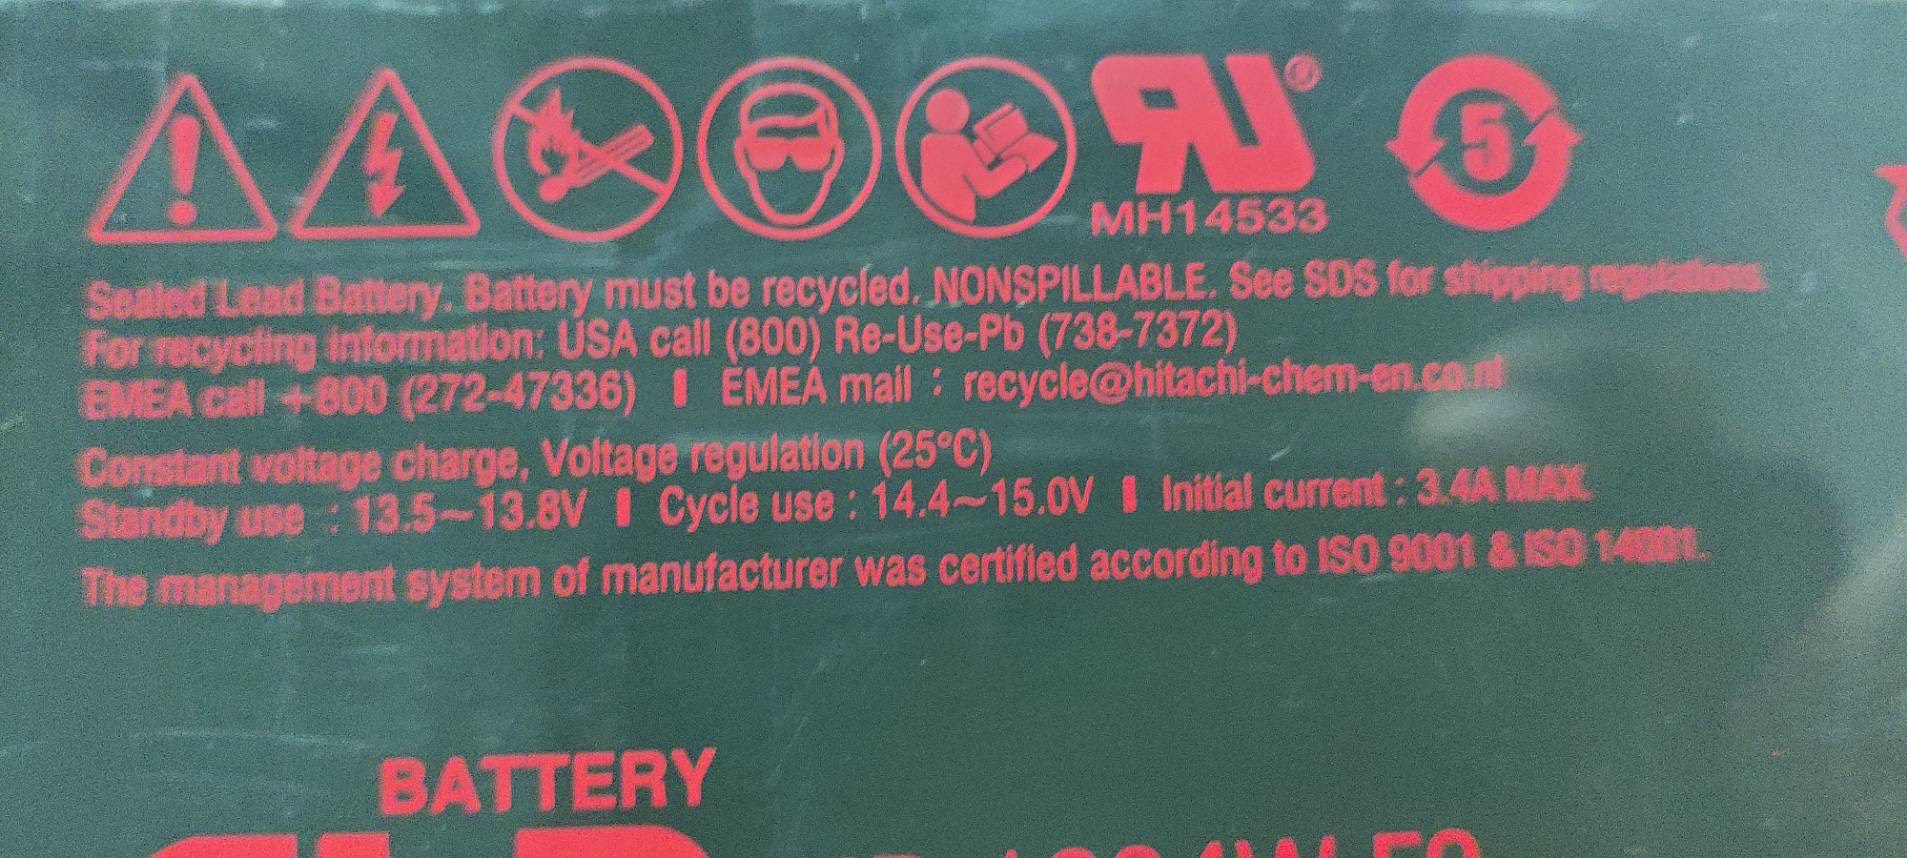 MH14533
5
Sealed Lead Battery. Battery must be recycled. NONSPILLABLE. See SDS for shipping regulations.
For recycling information: USA call (800) Re-Use-Pb (738-7372)
EMEA call +800 (272-47336) | EMEA mail : recycle@hitachi-chem-en.co.nl
Constant voltage charge, Voltage regulation (25°C)
Standby use : 13.5~13.8V | Cycle use : 14.4~15.0V | Initial current : 3.4A MAX.
The management system of manufacturer was certified according to ISO 9001 & ISO 14001.
BATTERY